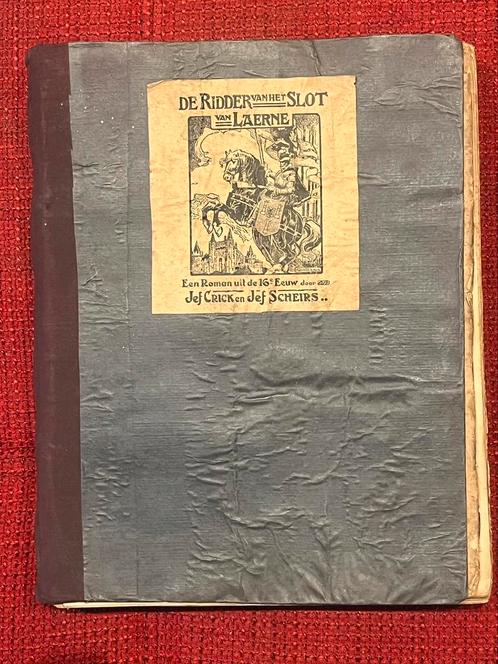 DE RIDDER VAN HET SLOT
VAN LAERNE
Een Roman uit de 16e Eeuw door
Jef CRICK en Jef SCHEIRS..